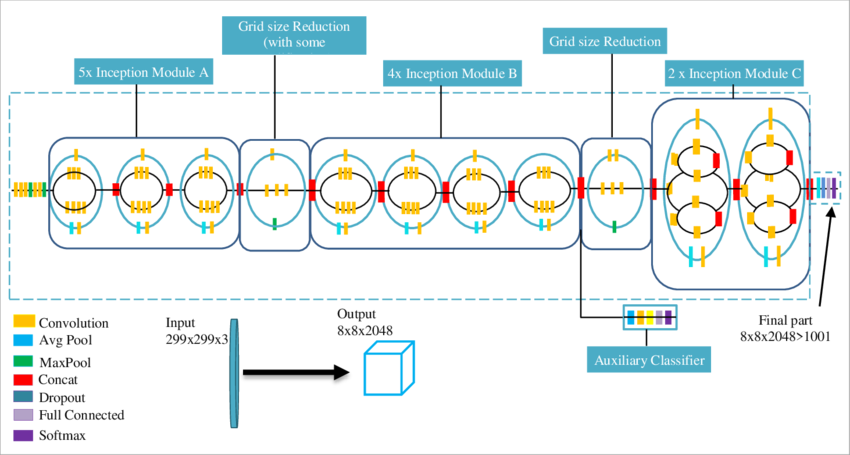 Grid size Reduction
(with some
Grid size Reduction
5x Inception Module A
4x Inception Module B
2 x Inception Module C
Convolution
Avg Pool
MaxPool
Concat
Dropout
Full Connected
Softmax
Input
299x299x3
Output
8x8x2048
Auxiliary Classifier
Final part
8x8x2048>1001